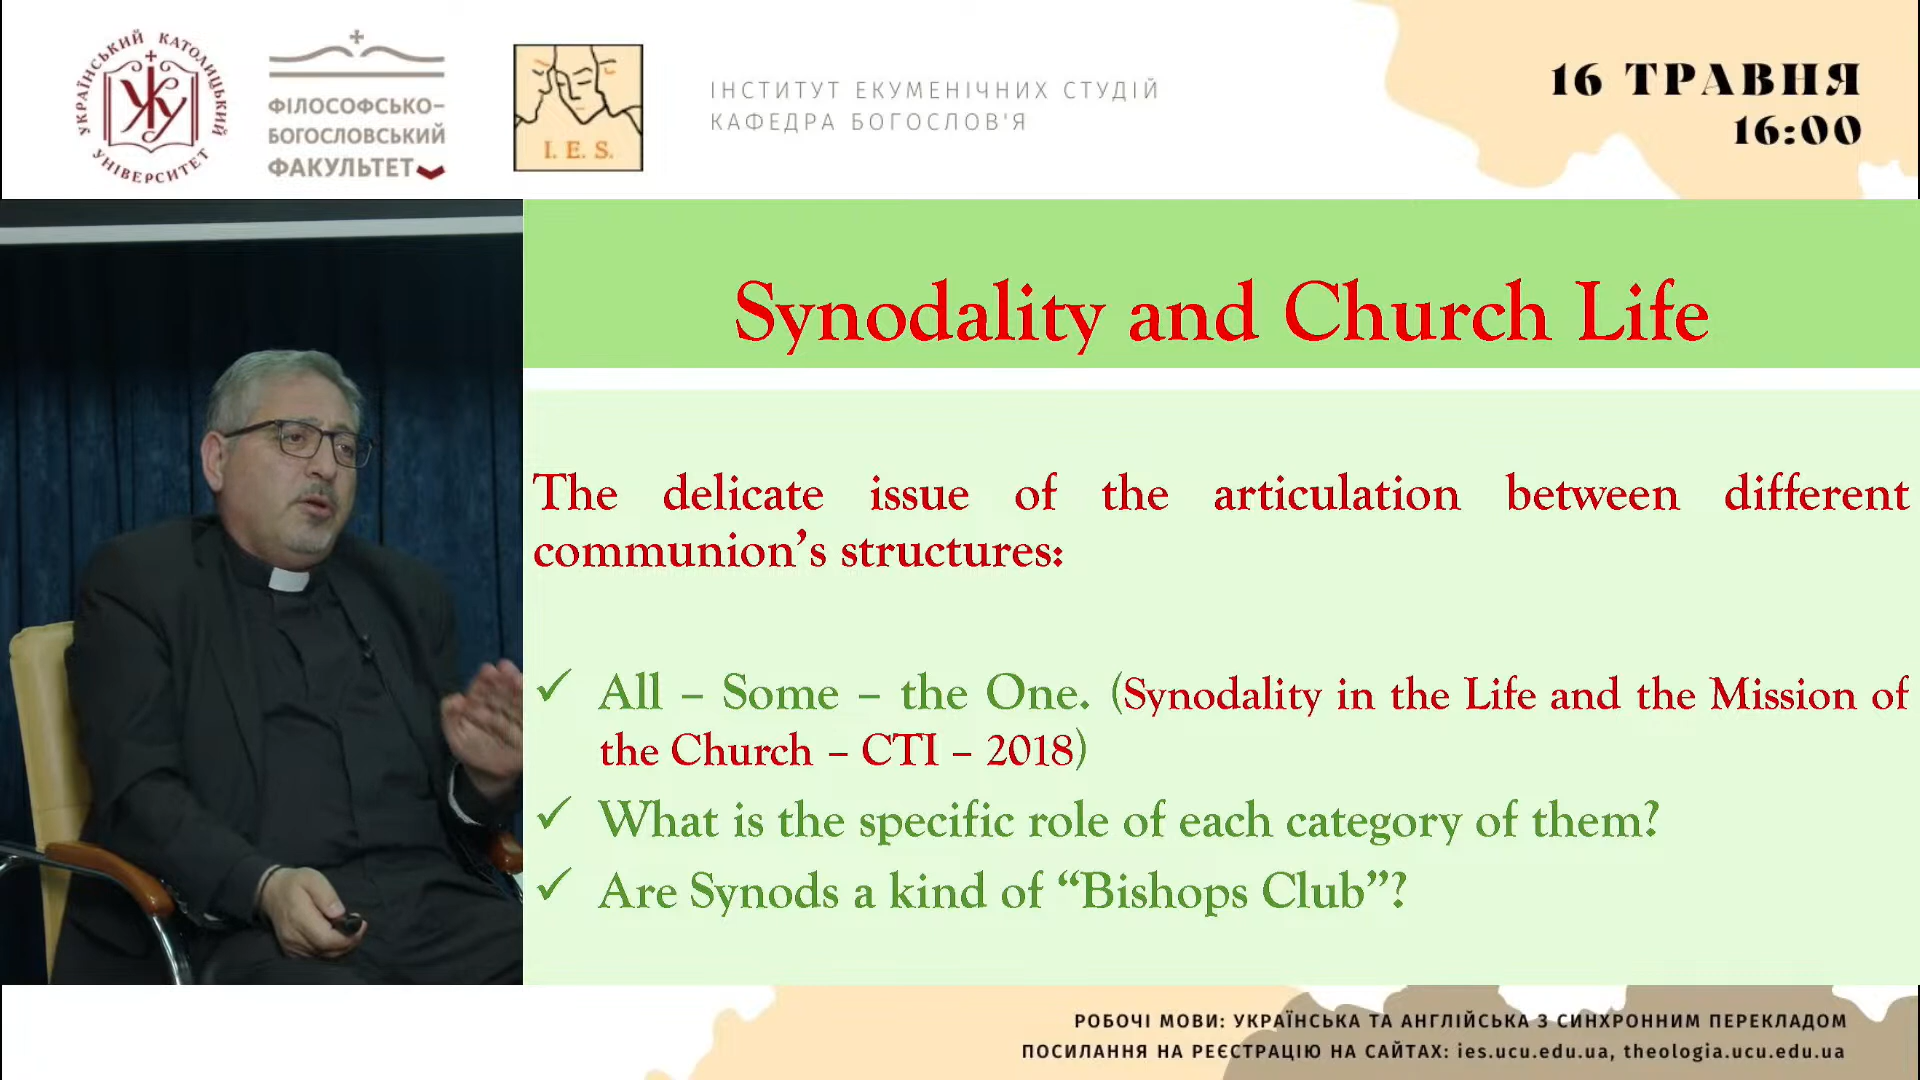 УКРАЇНСЬКИЙ КАТОЛИЦЬКИЙ УНІВЕРСИТЕТ
УКУ
ФІЛОСОФСЬКО-
БОГОСЛОВСЬКИЙ
ФАКУЛЬТЕТ
I. E. S.
ІНСТИТУТ ЕКУМЕНІЧНИХ СТУДІЙ
КАФЕДРА БОГОСЛОВ'Я
16 ТРАВНЯ
16:00
Synodality and Church Life
The delicate issue of the articulation between different
communion’s structures:
✓ All – Some – the One. (Synodality in the Life and the Mission of
the Church – CTI – 2018)
✓ What is the specific role of each category of them?
✓ Are Synods a kind of “Bishops Club”?
РОБОЧІ МОВИ: УКРАЇНСЬКА ТА АНГЛІЙСЬКА З СИНХРОННИМ ПЕРЕКЛАДОМ
ПОСИЛАННЯ НА РЕЄСТРАЦІЮ НА САЙТАХ: ies.ucu.edu.ua, theologia.ucu.edu.ua